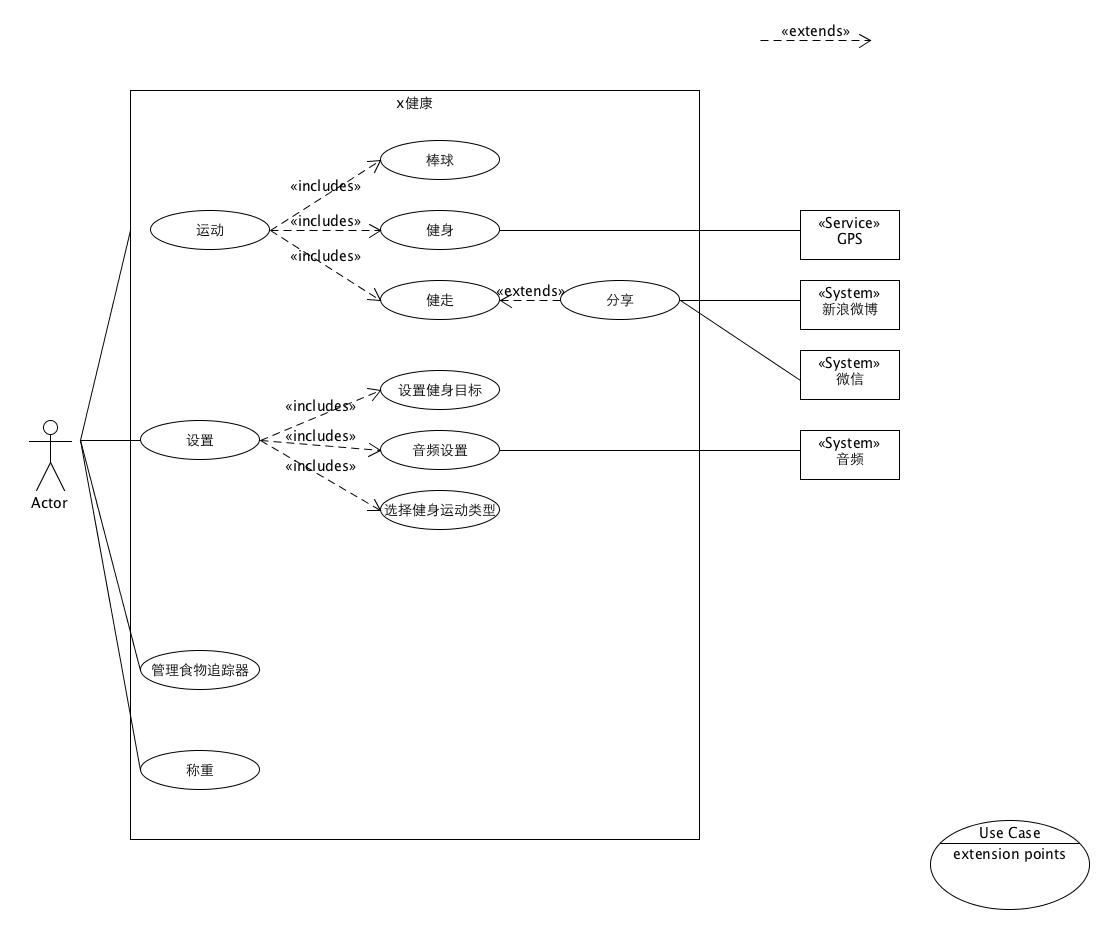 «extends»
x健康
棒球
«includes»
运动
«includes»
健身
«Service»
GPS
«includes»
健走
«extends»
分享
«System»
新浪微博
«System»
微信
设置健身目标
«includes»
设置
«includes»
音频设置
«System»
音频
«includes»
选择健身运动类型
Actor
管理食物追踪器
称重
Use Case
extension points